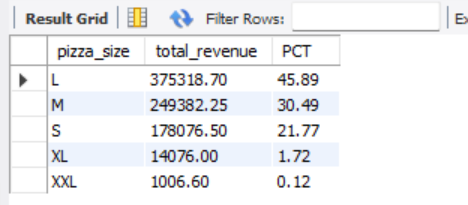 Result Grid Filter Rows: Ex
pizza_size total_revenue PCT
L 375318.70 45.89
M 249382.25 30.49
S 178076.50 21.77
XL 14076.00 1.72
XXL 1006.60 0.12